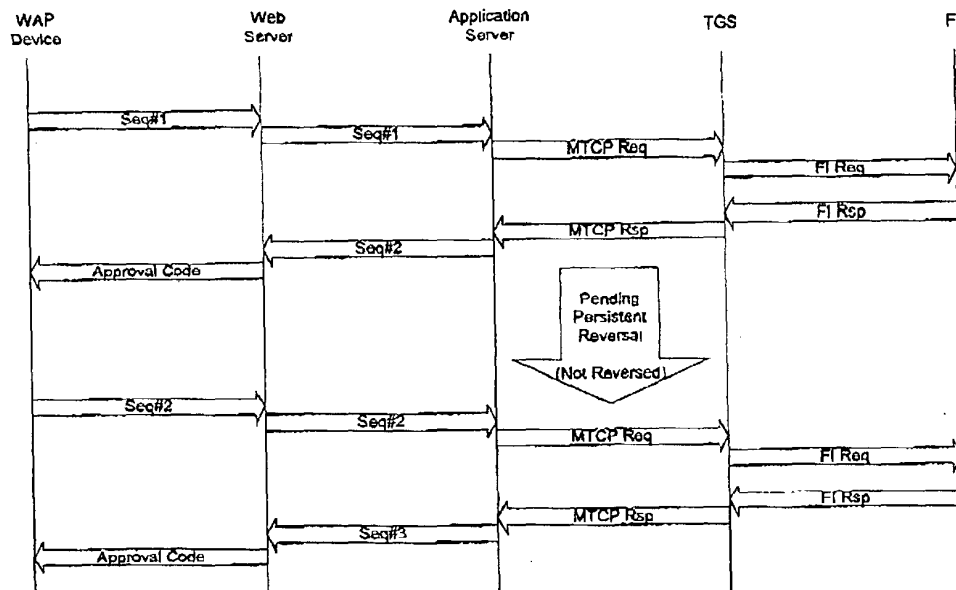 WAP
Device
Web
Server
Application
Server
TGS
F
Seq#1
Seq#1
MTCP Req
FI Req
FI Rsp
MTCP Rsp
Seq#2
Approval Code
Pending
Persistent
Reversal
(Not Reversed)
Seq#2
Seq#2
MTCP Req
FI Req
FI Rsp
MTCP Rsp
Seq#3
Approval Code